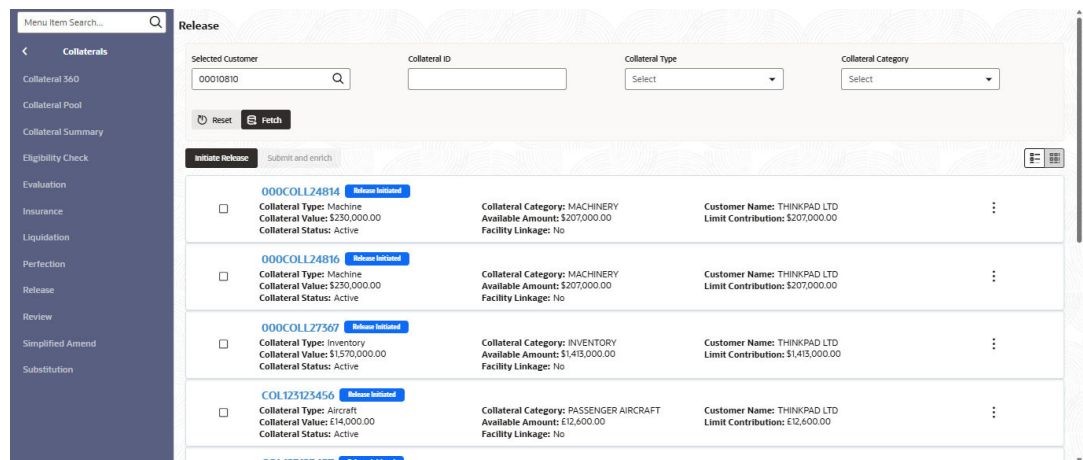 Menu Item Search...
Collaterals
Collateral 360
Collateral Pool
Collateral Summary
Eligibility Check
Evaluation
Insurance
Liquidation
Perfection
Release
Review
Simplified Amend
Substitution
Release
Selected Customer Collateral ID Collateral Type Collateral Category
00010810 Select Select
Reset Fetch
Initiate Release Submit and enrich
000COLL24814 Release Initiated
Collateral Type: Machine Collateral Category: MACHINERY Customer Name: THINKPAD LTD
Collateral Value: $230,000.00 Available Amount: $207,000.00 Limit Contribution: $207,000.00
Collateral Status: Active Facility Linkage: No
000COLL24816 Release Initiated
Collateral Type: Machine Collateral Category: MACHINERY Customer Name: THINKPAD LTD
Collateral Value: $230,000.00 Available Amount: $207,000.00 Limit Contribution: $207,000.00
Collateral Status: Active Facility Linkage: No
000COLL27367 Release Initiated
Collateral Type: Inventory Collateral Category: INVENTORY Customer Name: THINKPAD LTD
Collateral Value: $1,570,000.00 Available Amount: $1,413,000.00 Limit Contribution: $1,413,000.00
Collateral Status: Active Facility Linkage: No
COL123123456 Release Initiated
Collateral Type: Aircraft Collateral Category: PASSENGER AIRCRAFT Customer Name: THINKPAD LTD
Collateral Value: £14,000.00 Available Amount: £12,600.00 Limit Contribution: £12,600.00
Collateral Status: Active Facility Linkage: No